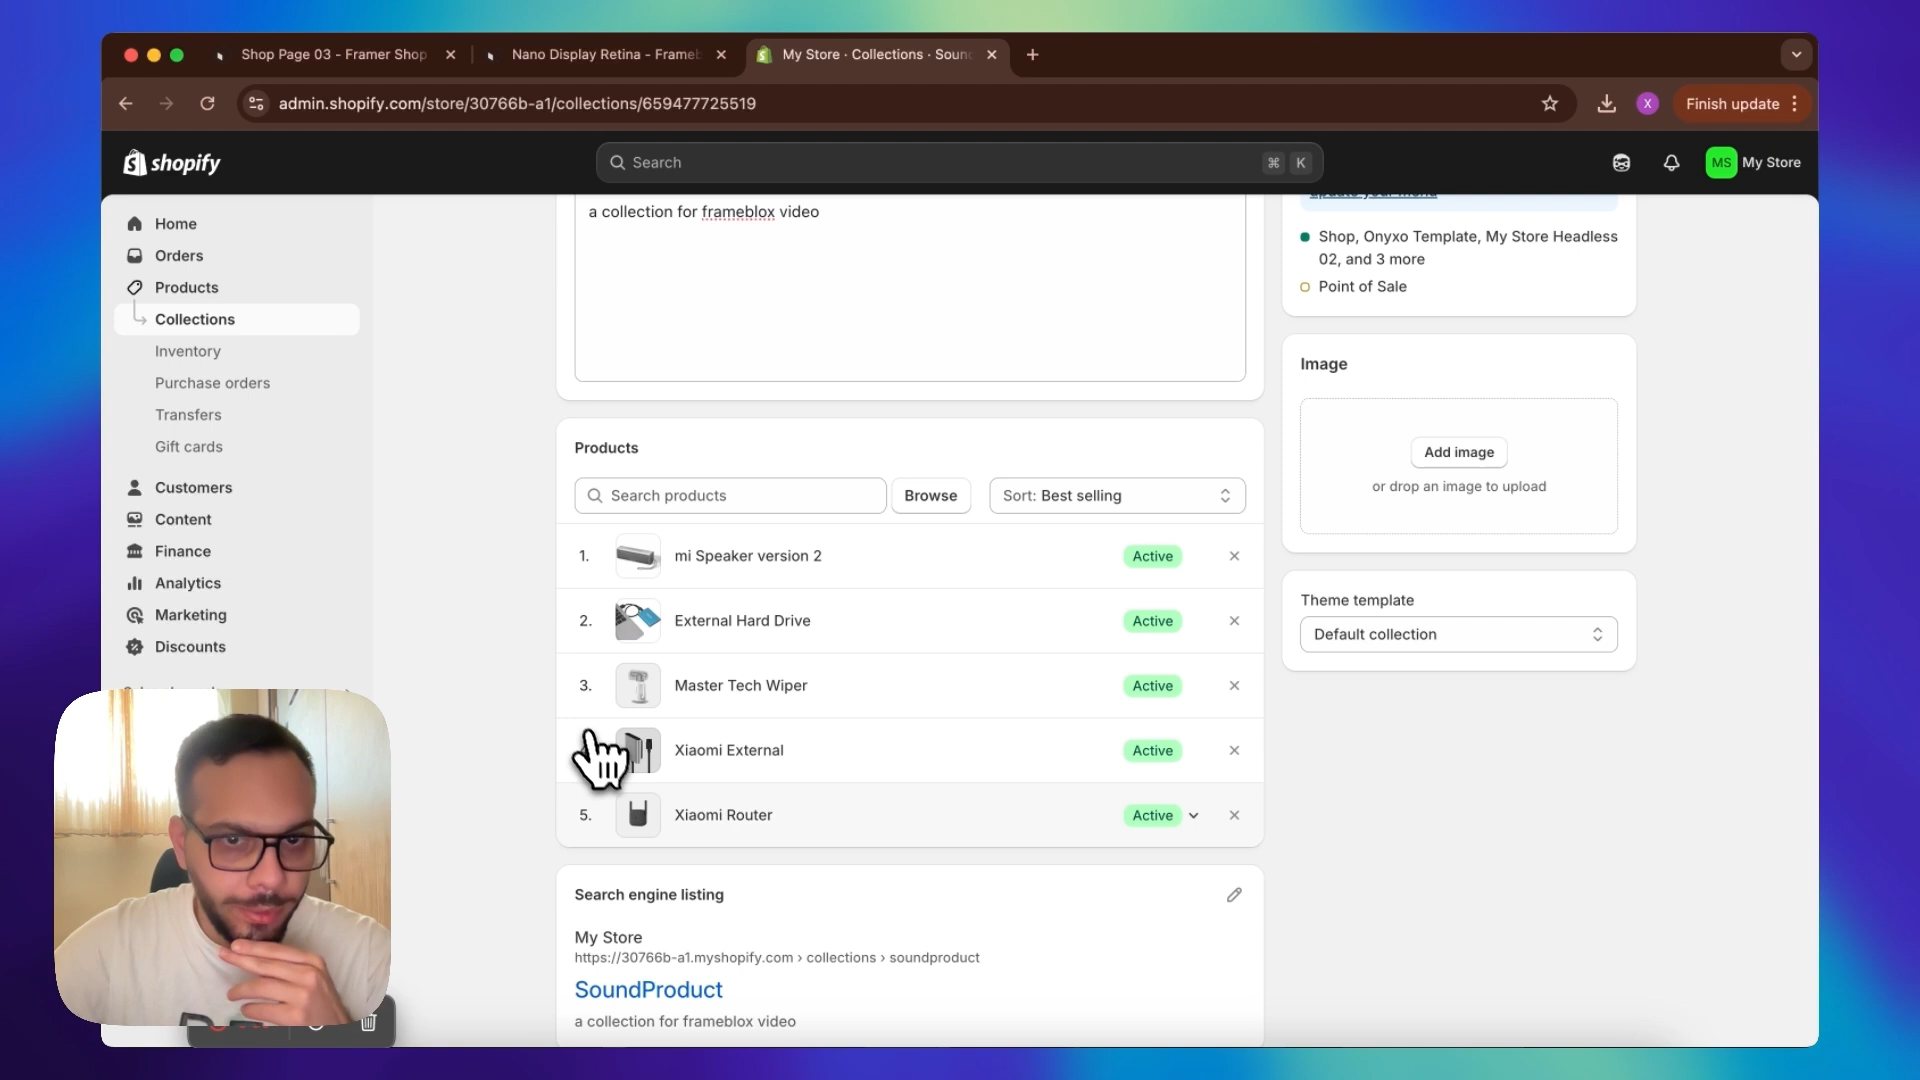 Shop Page 03 - Framer Shop
Nano Display Retina - Frameb
My Store · Collections · Soun
admin.shopify.com/store/30766b-a1/collections/659477725519
X
Finish update
shopify
Search
⌘ K
MS My Store
Home
Orders
Products
Collections
Inventory
Purchase orders
Transfers
Gift cards
Customers
Content
Finance
Analytics
Marketing
Discounts
a collection for frameblox video
update your menu
Shop, Onyxo Template, My Store Headless
02, and 3 more
Point of Sale
Image
Add image
or drop an image to upload
Theme template
Default collection
Products
Search products
Browse
Sort: Best selling
1. mi Speaker version 2 Active
2. External Hard Drive Active
3. Master Tech Wiper Active
Xiaomi External Active
5. Xiaomi Router Active
Search engine listing
My Store
https://30766b-a1.myshopify.com › collections › soundproduct
SoundProduct
a collection for frameblox video